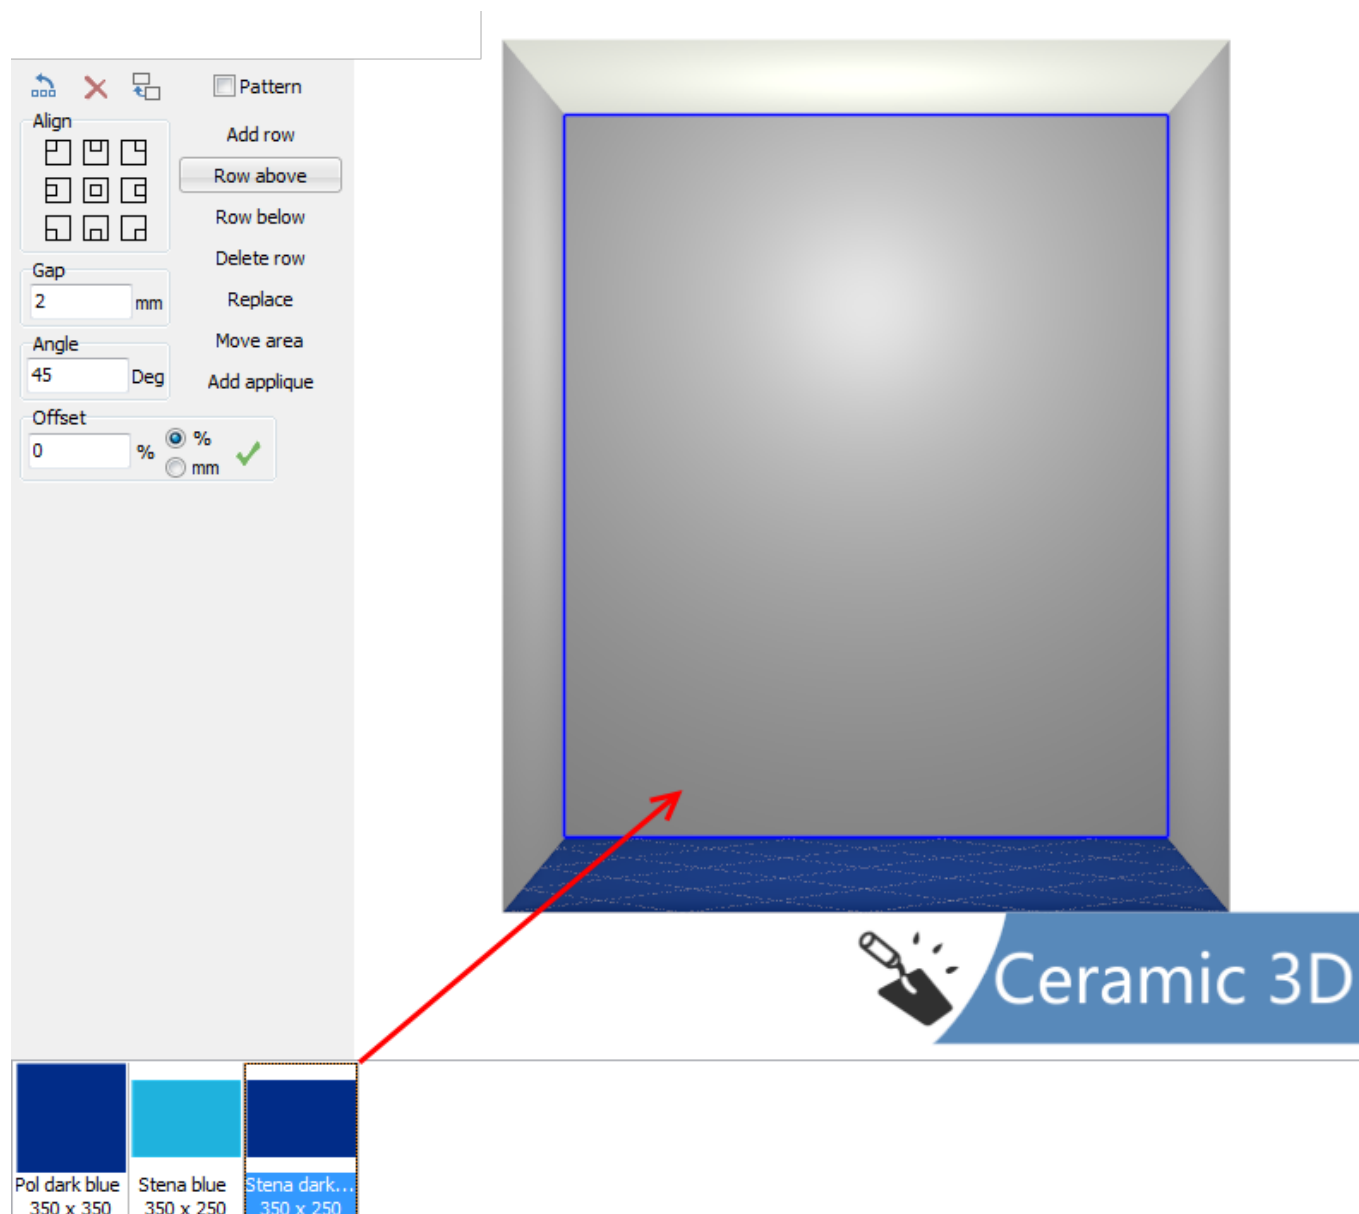 Pattern
Align
Add row
Row above
Row below
Delete row
Gap
2 mm
Replace
Angle
Move area
45 Deg
Add applique
Offset
0 % %
mm
Ceramic 3D
Pol dark blue
350 x 350
Stena blue
350 x 250
Stena dark...
350 x 250